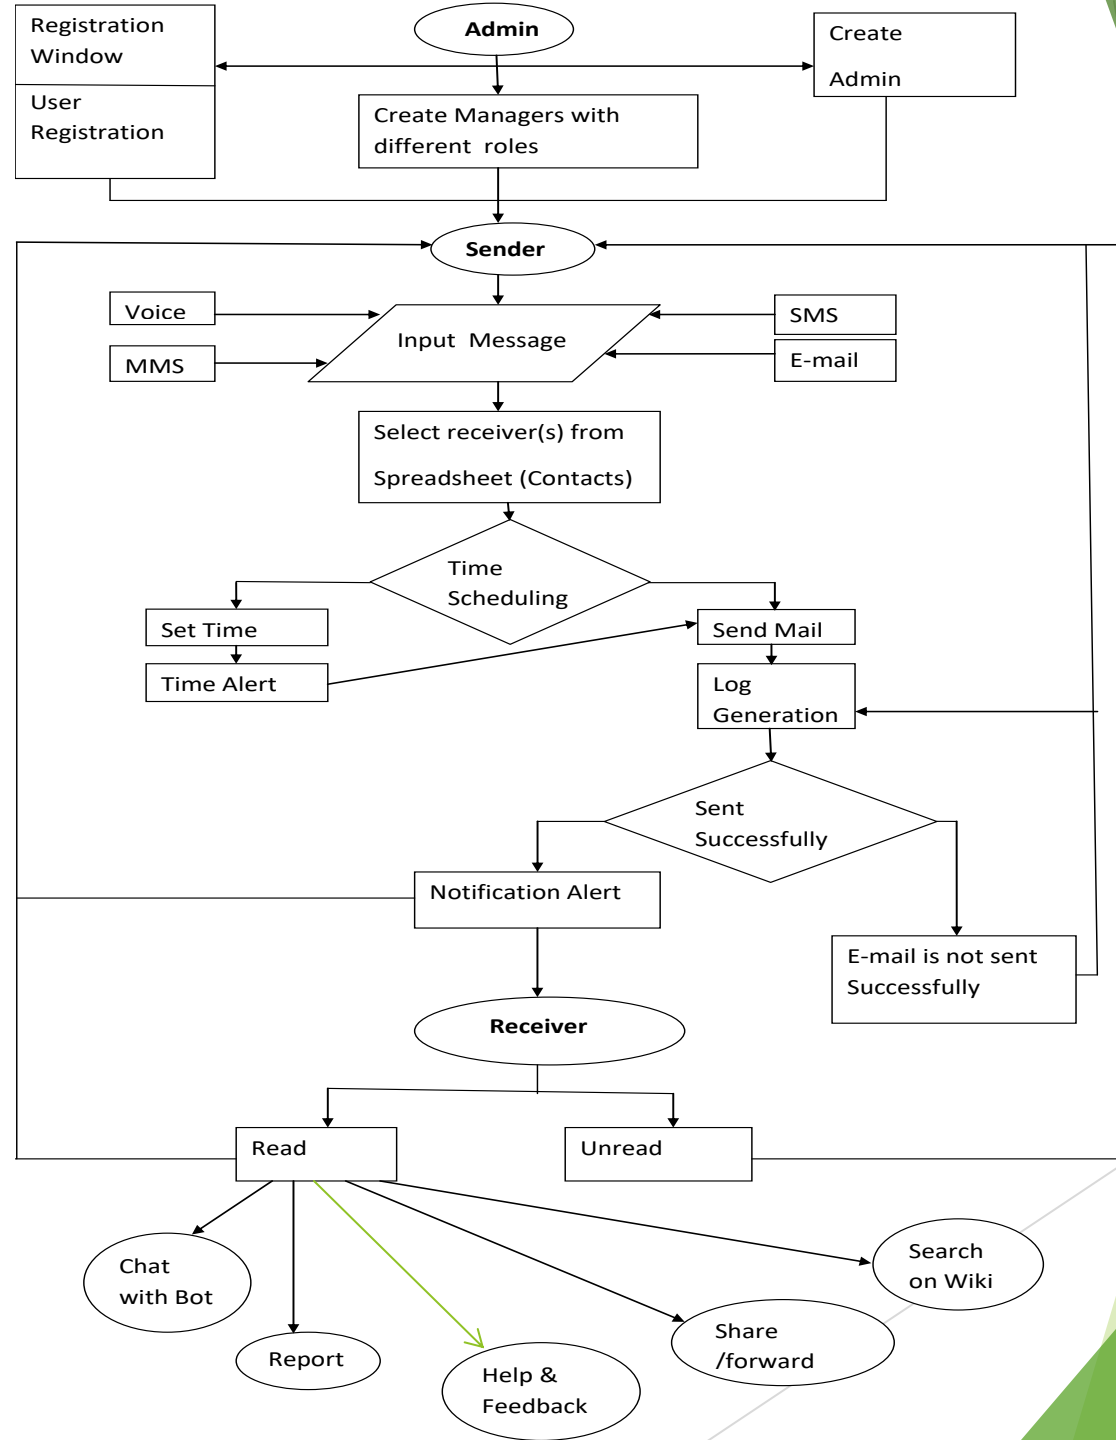 Registration
Window
User
Registration
Admin
Create
Admin
Create Managers with
different roles
Sender
Voice
MMS
Input Message
SMS
E-mail
Select receiver(s) from
Spreadsheet (Contacts)
Time
Scheduling
Set Time
Time Alert
Send Mail
Log
Generation
Sent
Successfully
Notification Alert
E-mail is not sent
Successfully
Receiver
Read
Unread
Chat
with Bot
Report
Help &
Feedback
Share
/forward
Search
on Wiki